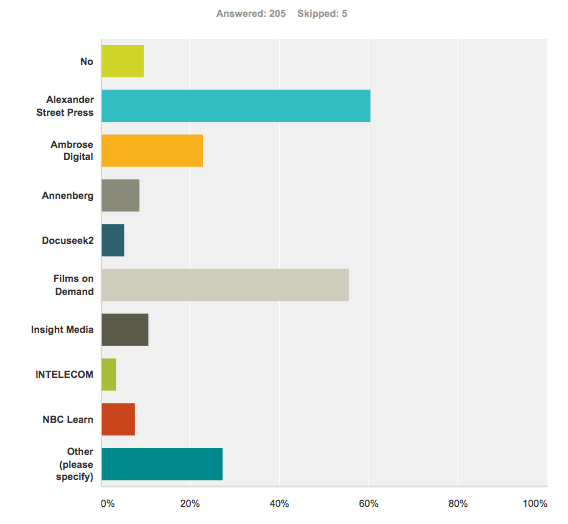 Answered: 205 Skipped: 5
No
Alexander
Street Press
Ambrose
Digital
Annenberg
Docuseek2
Films on
Demand
Insight Media
INTELECOM
NBC Learn
Other
(please
specify)
0% 20% 40% 60% 80% 100%